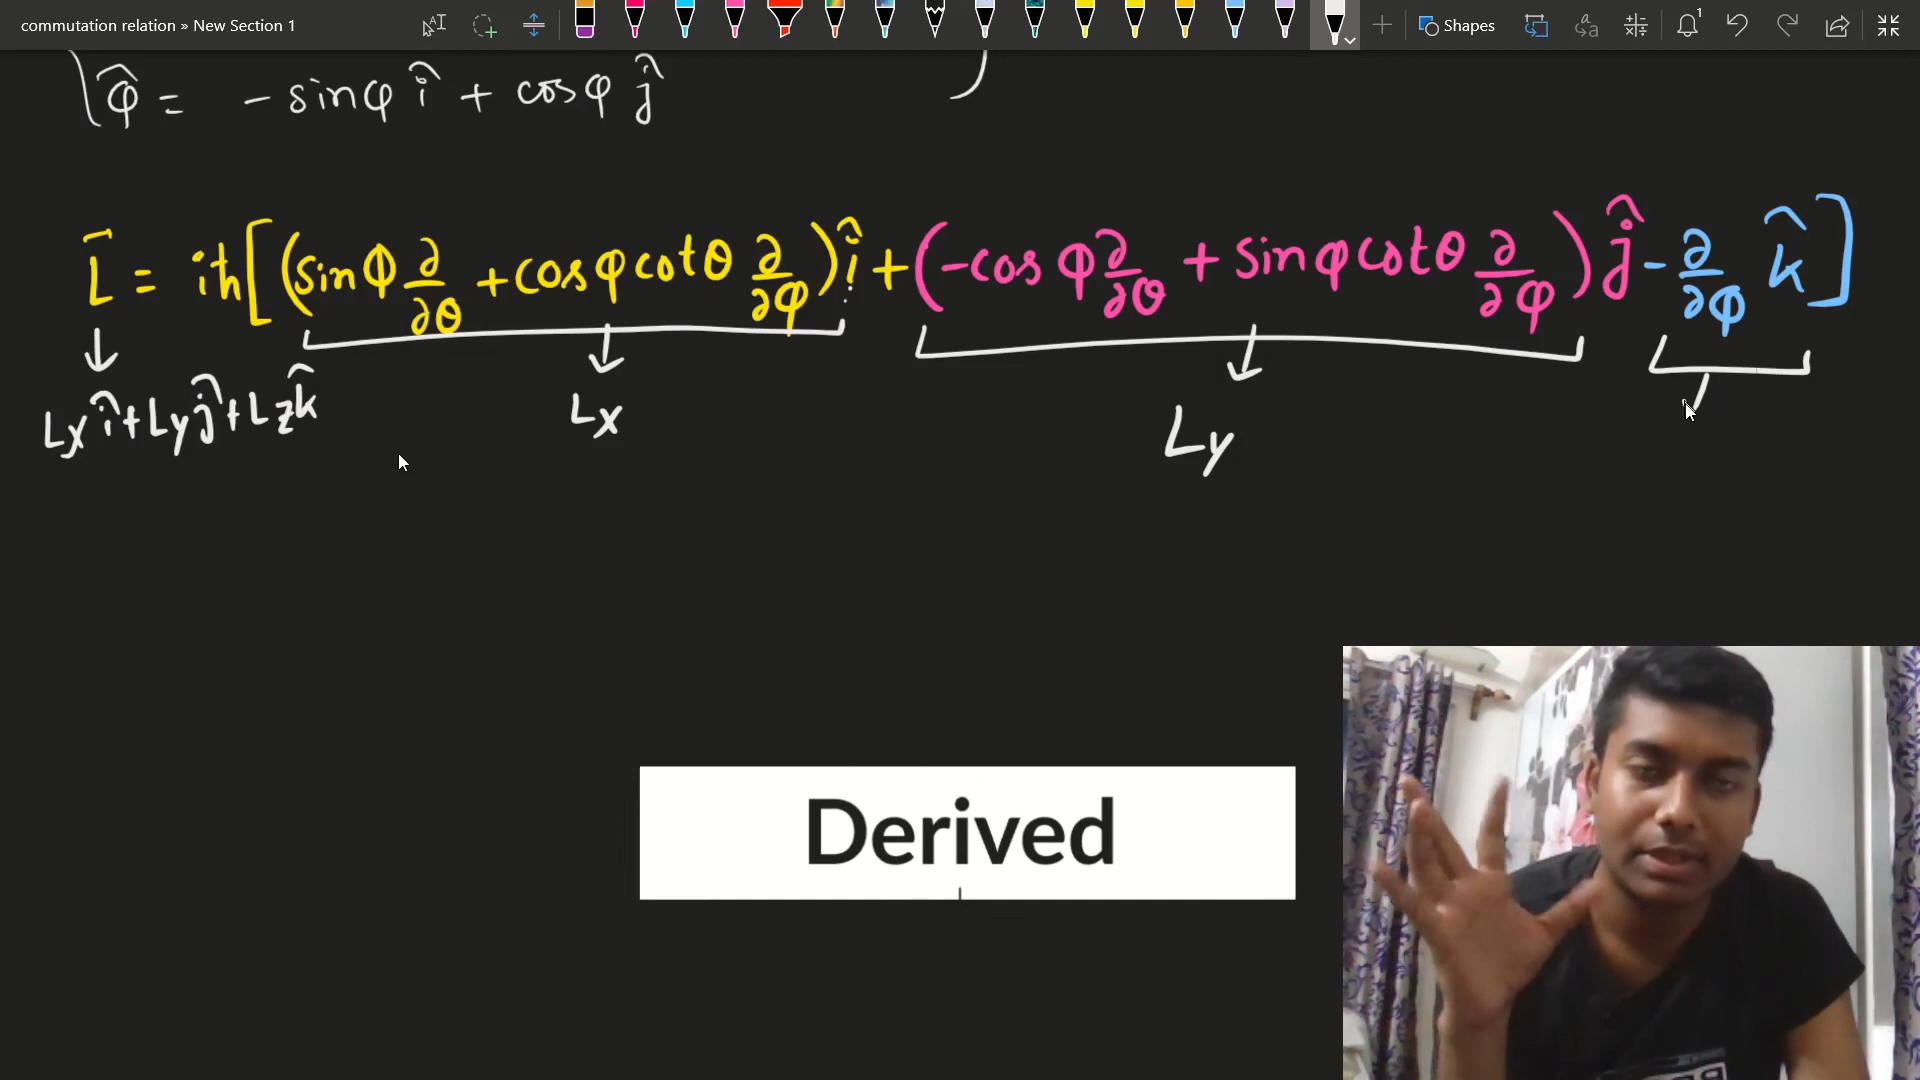 commutation relation » New Section 1
Shapes
1
φ̂ = - sinφ î + cosφ ĵ
L̄ = iħ[(sinϕ ∂/∂θ + cosφ cotθ ∂/∂φ) î + (-cosφ ∂/∂θ + sinφ cotθ ∂/∂φ) ĵ - ∂/∂φ k̂]
Lx î + Ly ĵ + Lz k̂
Lx
Ly
Derived